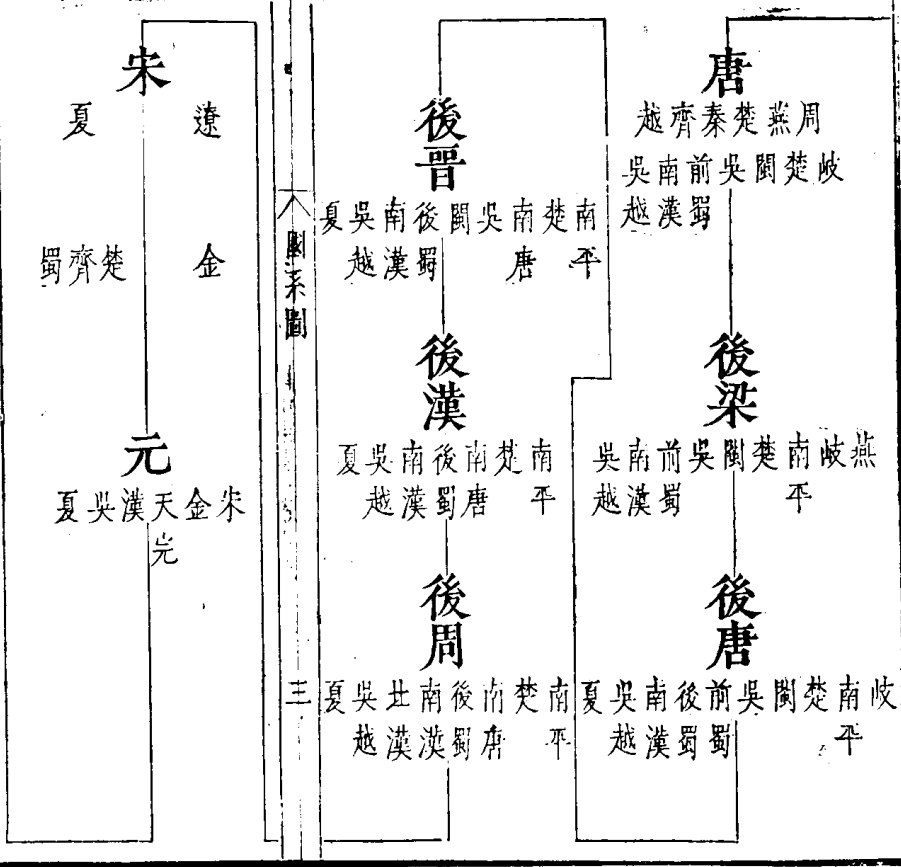 唐
周 燕 楚 秦 齊 越
岐 楚 閩 吳 前蜀 南漢 吳越
後梁
燕 岐 南平 楚 閩 吳 前蜀 南漢 吳越
後唐
岐 南平 楚 閩 吳 前蜀 後蜀 南漢 吳越 夏
後晉
南平 楚 南唐 吳 閩 後蜀 南漢 吳越 夏
後漢
南平 楚 南唐 後蜀 南漢 吳越 夏
後周
南平 楚 南唐 後蜀 南漢 北漢 吳越 夏
國系圖
三
宋
遼 夏
金 楚 齊 蜀
元
宋 金 天完 漢 吳 夏